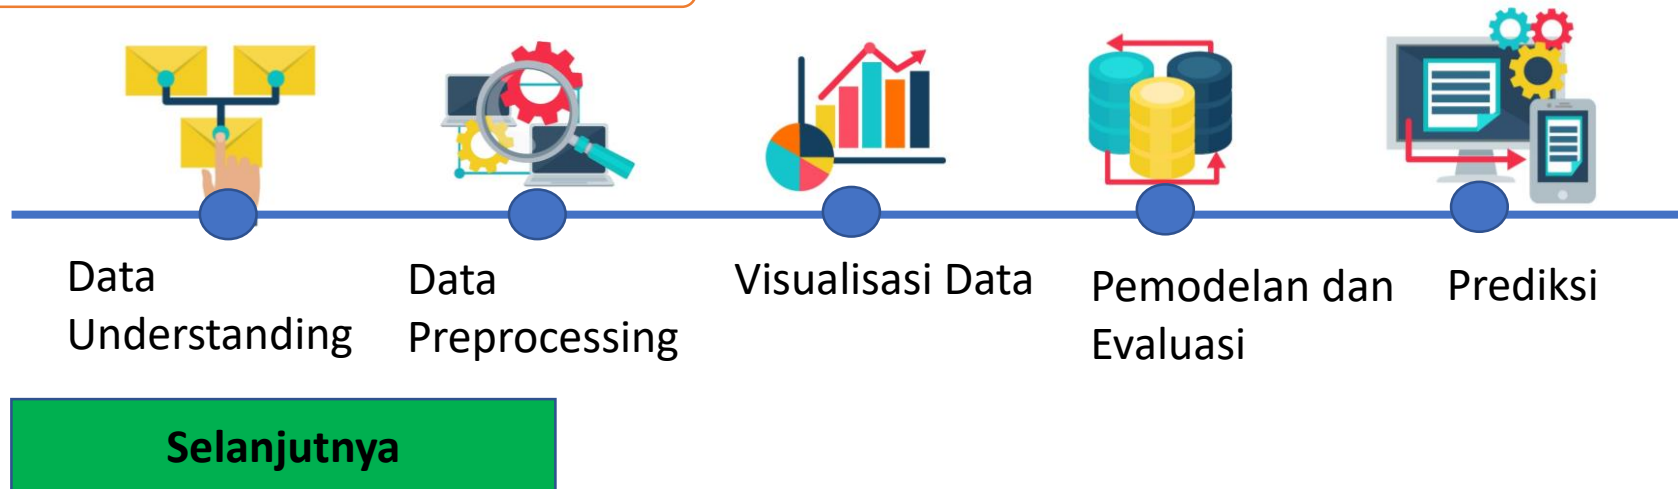 Data
Understanding
Data
Preprocessing
Visualisasi Data
Pemodelan dan
Evaluasi
Prediksi
Selanjutnya